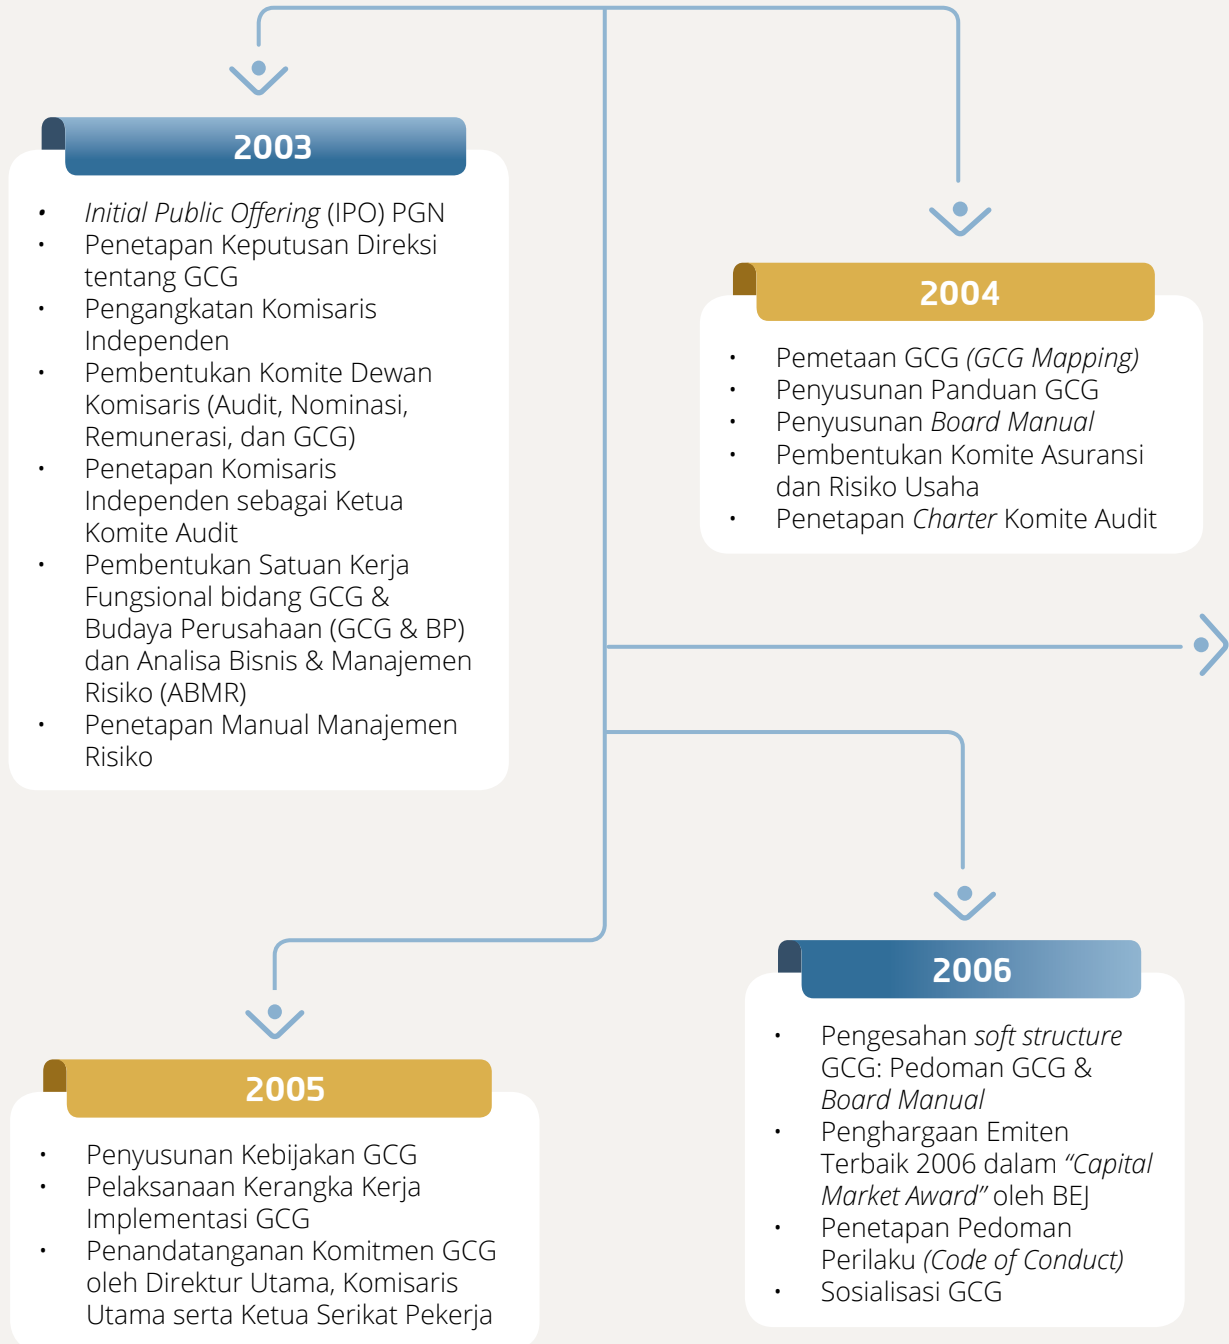 2003
• Initial Public Offering (IPO) PGN
• Penetapan Keputusan Direksi
tentang GCG
• Pengangkatan Komisaris
Independen
• Pembentukan Komite Dewan
Komisaris (Audit, Nominasi,
Remunerasi, dan GCG)
• Penetapan Komisaris
Independen sebagai Ketua
Komite Audit
• Pembentukan Satuan Kerja
Fungsional bidang GCG &
Budaya Perusahaan (GCG & BP)
dan Analisa Bisnis & Manajemen
Risiko (ABMR)
• Penetapan Manual Manajemen
Risiko
2004
• Pemetaan GCG (GCG Mapping)
• Penyusunan Panduan GCG
• Penyusunan Board Manual
• Pembentukan Komite Asuransi
dan Risiko Usaha
• Penetapan Charter Komite Audit
2005
• Penyusunan Kebijakan GCG
• Pelaksanaan Kerangka Kerja
Implementasi GCG
• Penandatanganan Komitmen GCG
oleh Direktur Utama, Komisaris
Utama serta Ketua Serikat Pekerja
2006
• Pengesahan soft structure
GCG: Pedoman GCG &
Board Manual
• Penghargaan Emiten
Terbaik 2006 dalam “Capital
Market Award” oleh BEJ
• Penetapan Pedoman
Perilaku (Code of Conduct)
• Sosialisasi GCG